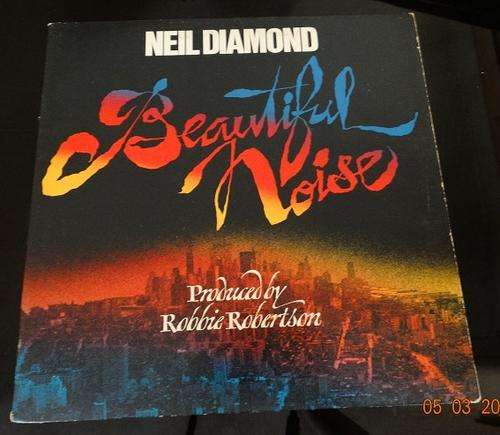 NEIL DIAMOND
Beautiful
Noise
Produced by
Robbie Robertson
05 03 20